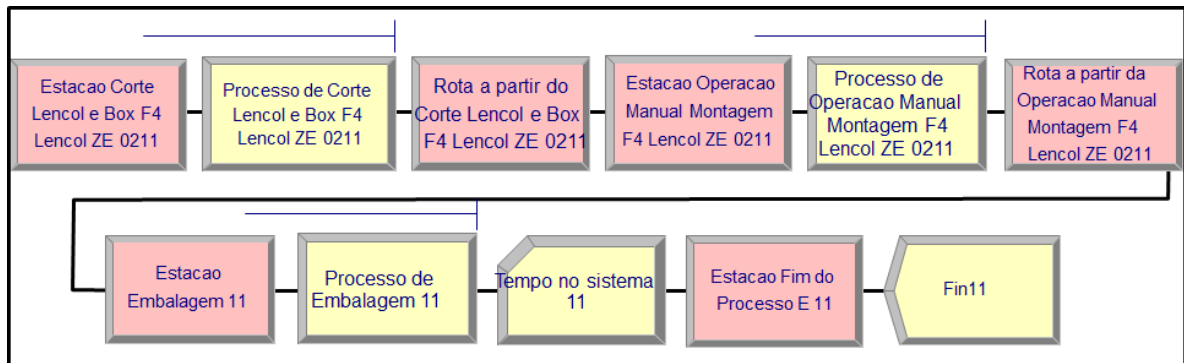 Estacao Corte
Lencol e Box F4
Lencol ZE 0211
Processo de Corte
Lencol e Box F4
Lencol ZE 0211
Rota a partir do
Corte Lencol e Box
F4 Lencol ZE 0211
Estacao Operacao
Manual Montagem
F4 Lencol ZE 0211
Processo de
Operacao Manual
Montagem F4
Lencol ZE 0211
Rota a partir da
Operacao Manual
Montagem F4
Lencol ZE 0211
Estacao
Embalagem 11
Processo de
Embalagem 11
Tempo no sistema
11
Estacao Fim do
Processo E 11
Fin11